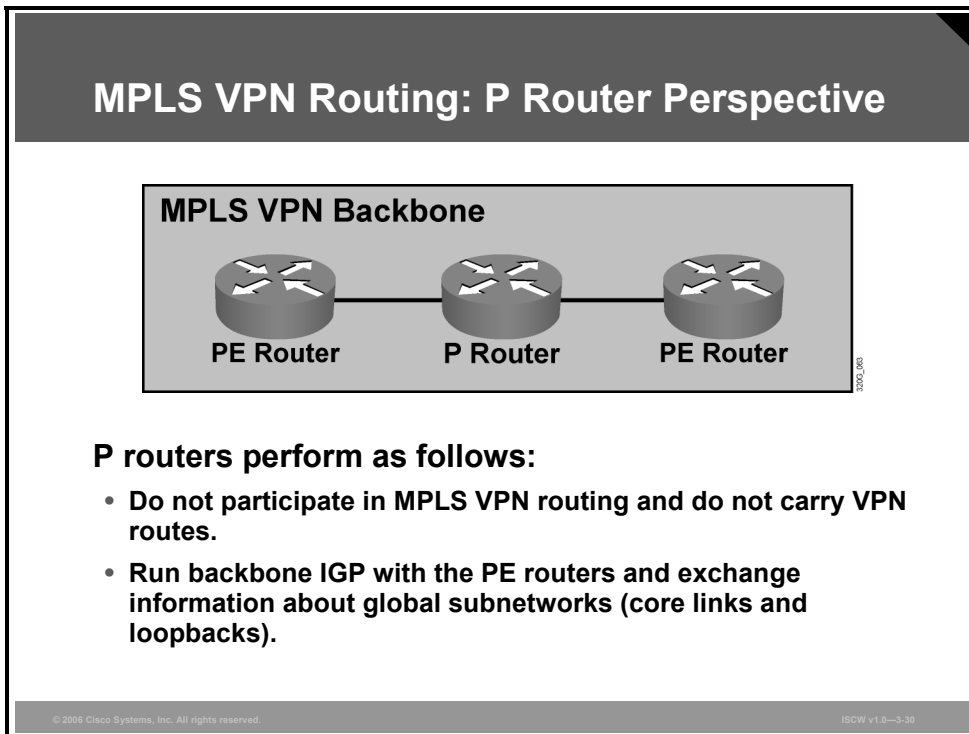 MPLS VPN Routing: P Router Perspective
MPLS VPN Backbone
PE Router
P Router
PE Router
320G_063
P routers perform as follows:
• Do not participate in MPLS VPN routing and do not carry VPN
routes.
• Run backbone IGP with the PE routers and exchange
information about global subnetworks (core links and
loopbacks).
© 2006 Cisco Systems, Inc. All rights reserved.
ISCW v1.0—3-30